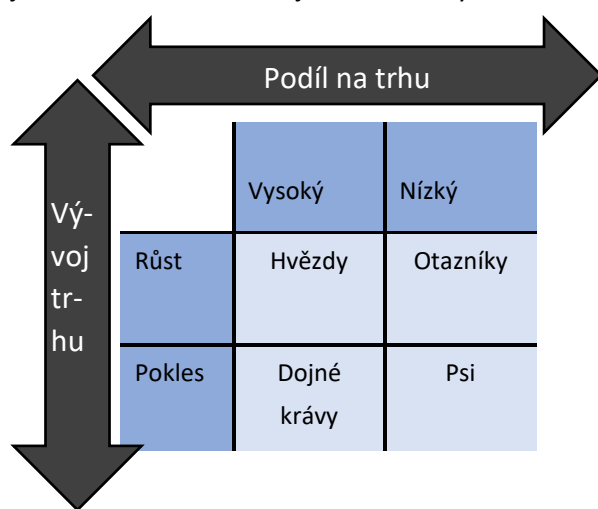 Podíl na trhu
Vý-
voj
tr-
hu
Vysoký
Nízký
Růst
Hvězdy
Otazníky
Pokles
Dojné
krávy
Psi